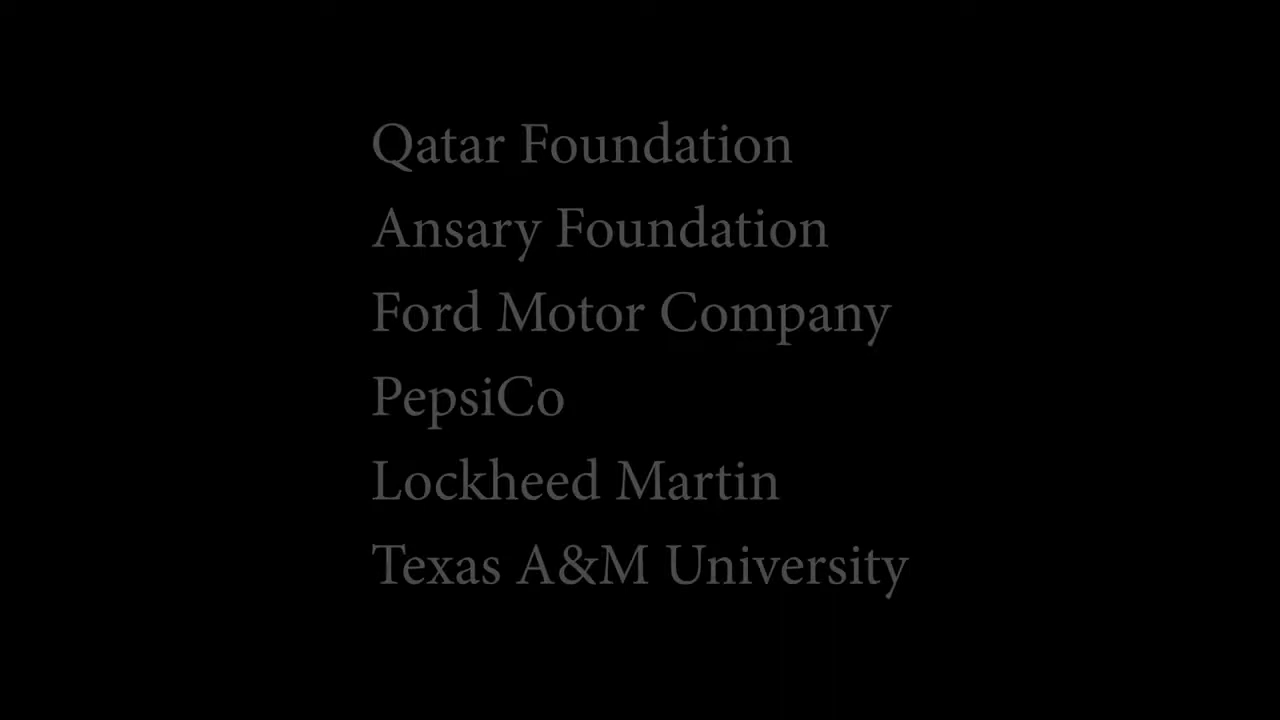 Qatar Foundation
Ansary Foundation
Ford Motor Company
PepsiCo
Lockheed Martin
Texas A&M University